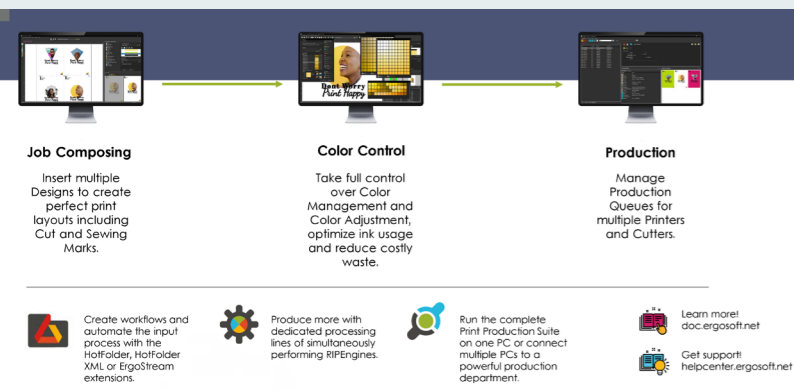 Dont Worry
Print Happy
Job Composing
Insert multiple
Designs to create
perfect print
layouts including
Cut and Sewing
Marks.
Color Control
Take full control
over Color
Management and
Color Adjustment,
optimize ink usage
and reduce costly
waste.
Production
Manage
Production
Queues for
multiple Printers
and Cutters.
Create workflows and
automate the input
process with the
HotFolder, HotFolder
XML or ErgoStream
extensions.
Produce more with
dedicated processing
lines of simultaneously
performing RIPEngines.
Run the complete
Print Production Suite
on one PC or connect
multiple PCs to a
powerful production
department.
Learn more!
doc.ergosoft.net
Get support!
helpcenter.ergosoft.net